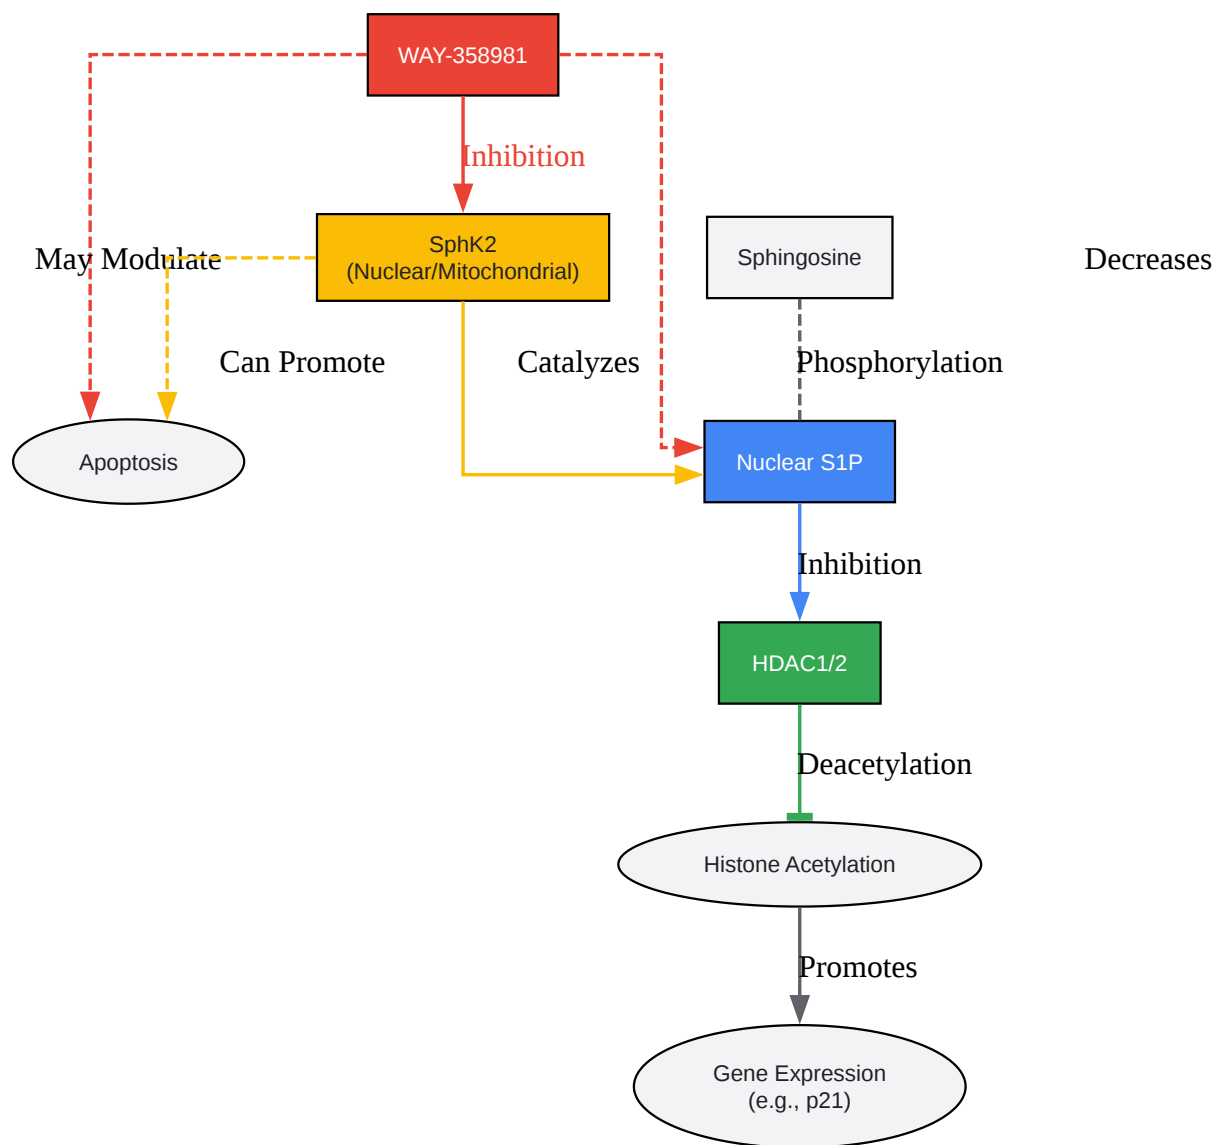 WAY-358981
Inhibition
SphK2
(Nuclear/Mitochondrial)
Sphingosine
May Modulate
Decreases
Can Promote
Catalyzes
Phosphorylation
Apoptosis
Nuclear S1P
Inhibition
HDAC1/2
Deacetylation
Histone Acetylation
Promotes
Gene Expression
(e.g., p21)